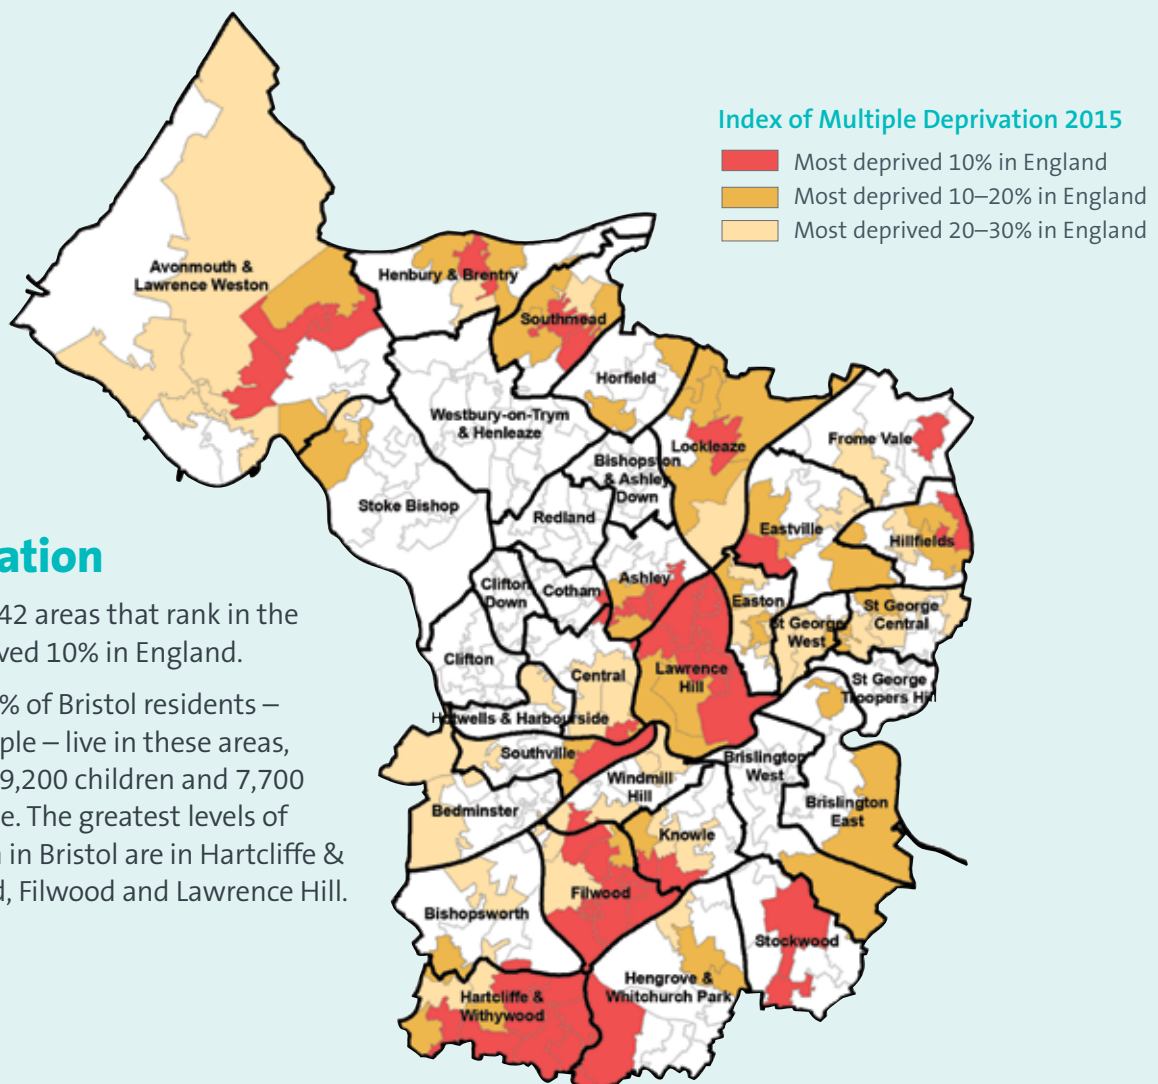 Index of Multiple Deprivation 2015
Most deprived 10% in England
Most deprived 10–20% in England
Most deprived 20–30% in England
Avonmouth &
Lawrence Weston
Henbury & Brentry
Southmead
Horfield
Westbury-on-Trym
& Henleaze
Lockleaze
Frome Vale
Bishopston
& Ashley
Down
Stoke Bishop
Redland
Eastville
Hillfields
Clifton
Down
Cotham
Ashley
Easton
St George
West
St George
Central
Clifton
Central
Lawrence
Hill
St George
Troopers Hill
Hotwells & Harbourside
Southville
Windmill
Hill
Brislington
West
Bedminster
Brislington
East
Knowle
Filwood
Bishopsworth
Stockwood
Hengrove &
Whitchurch Park
Hartcliffe &
Withywood
ation
42 areas that rank in the
ved 10% in England.
% of Bristol residents –
ple – live in these areas,
9,200 children and 7,700
e. The greatest levels of
in Bristol are in Hartcliffe &
d, Filwood and Lawrence Hill.